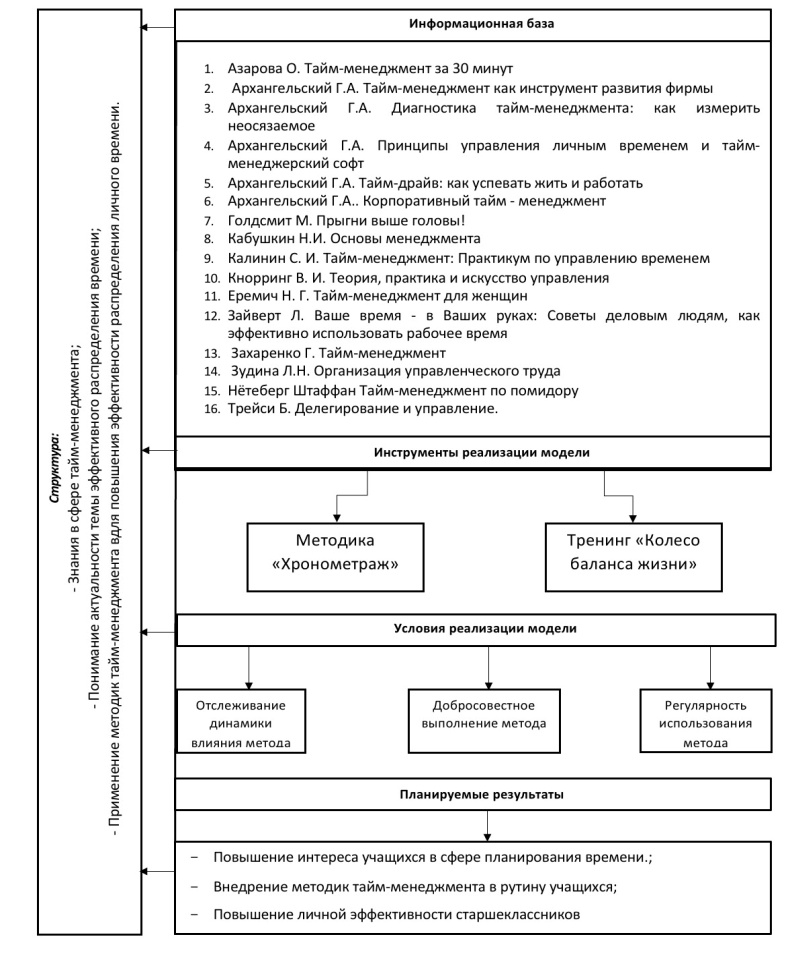 Структура:
- Знания в сфере тайм-менеджмента;
- Понимание актуальности темы эффективного распределения времени;
- Применение методик тайм-менеджмента вдля повышения эффективности распределения личного времени.
Информационная база
1. Азарова О. Тайм-менеджмент за 30 минут
2. Архангельский Г.А. Тайм-менеджмент как инструмент развития фирмы
3. Архангельский Г.А. Диагностика тайм-менеджмента: как измерить
неосязаемое
4. Архангельский Г.А. Принципы управления личным временем и тайм-
менеджерский софт
5. Архангельский Г.А. Тайм-драйв: как успевать жить и работать
6. Архангельский Г.А.. Корпоративный тайм - менеджмент
7. Голдсмит М. Прыгни выше головы!
8. Кабушкин Н.И. Основы менеджмента
9. Калинин С. И. Тайм-менеджмент: Практикум по управлению временем
10. Кнорринг В. И. Теория, практика и искусство управления
11. Еремич Н. Г. Тайм-менеджмент для женщин
12. Зайверт Л. Ваше время - в Ваших руках: Советы деловым людям, как
эффективно использовать рабочее время
13. Захаренко Г. Тайм-менеджмент
14. Зудина Л.Н. Организация управленческого труда
15. Нётеберг Штаффан Тайм-менеджмент по помидору
16. Трейси Б. Делегирование и управление.
Инструменты реализации модели
Методика
«Хронометраж»
Тренинг «Колесо
баланса жизни»
Условия реализации модели
Отслеживание
динамики
влияния метода
Добросовестное
выполнение метода
Регулярность
использования
метода
Планируемые результаты
– Повышение интереса учащихся в сфере планирования времени.;
– Внедрение методик тайм-менеджмента в рутину учащихся;
– Повышение личной эффективности старшеклассников